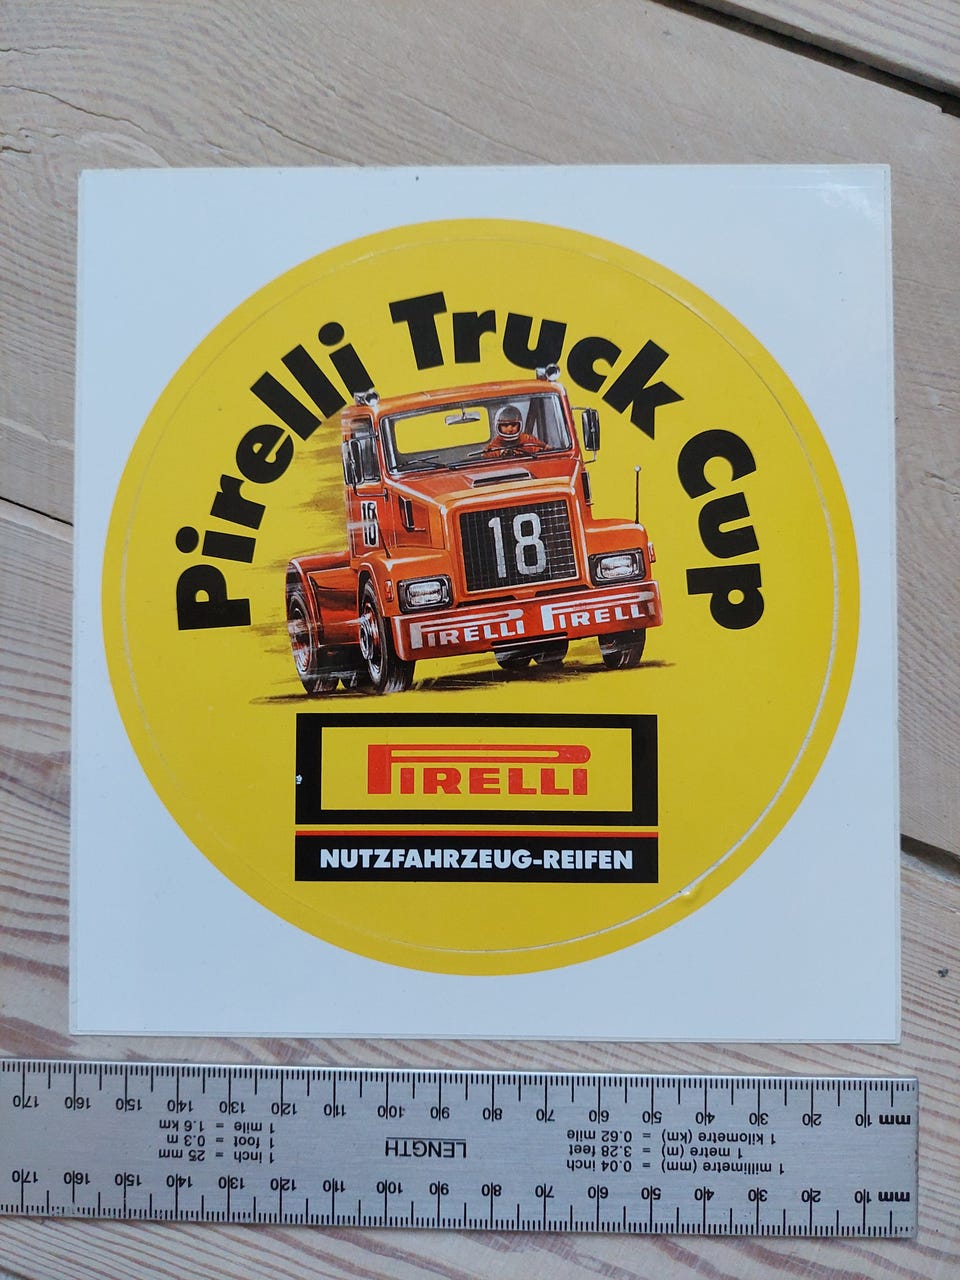 Pirelli Truck Cup
18
18
PIRELLI PIRELLI
PIRELLI
NUTZFAHRZEUG-REIFEN
mm 10 20 30 40 50 60 70 80 90 100 110 120 130 140 150 160 170
1 millimetre (mm) = 0.04 inch
1 metre (m) = 3.28 feet
1 kilometre (km) = 0.62 mile
LENGTH
1 inch = 25 mm
1 foot = 0.3 m
1 mile = 1.6 km
mm 10 20 30 40 50 60 70 80 90 100 110 120 130 140 150 160 170